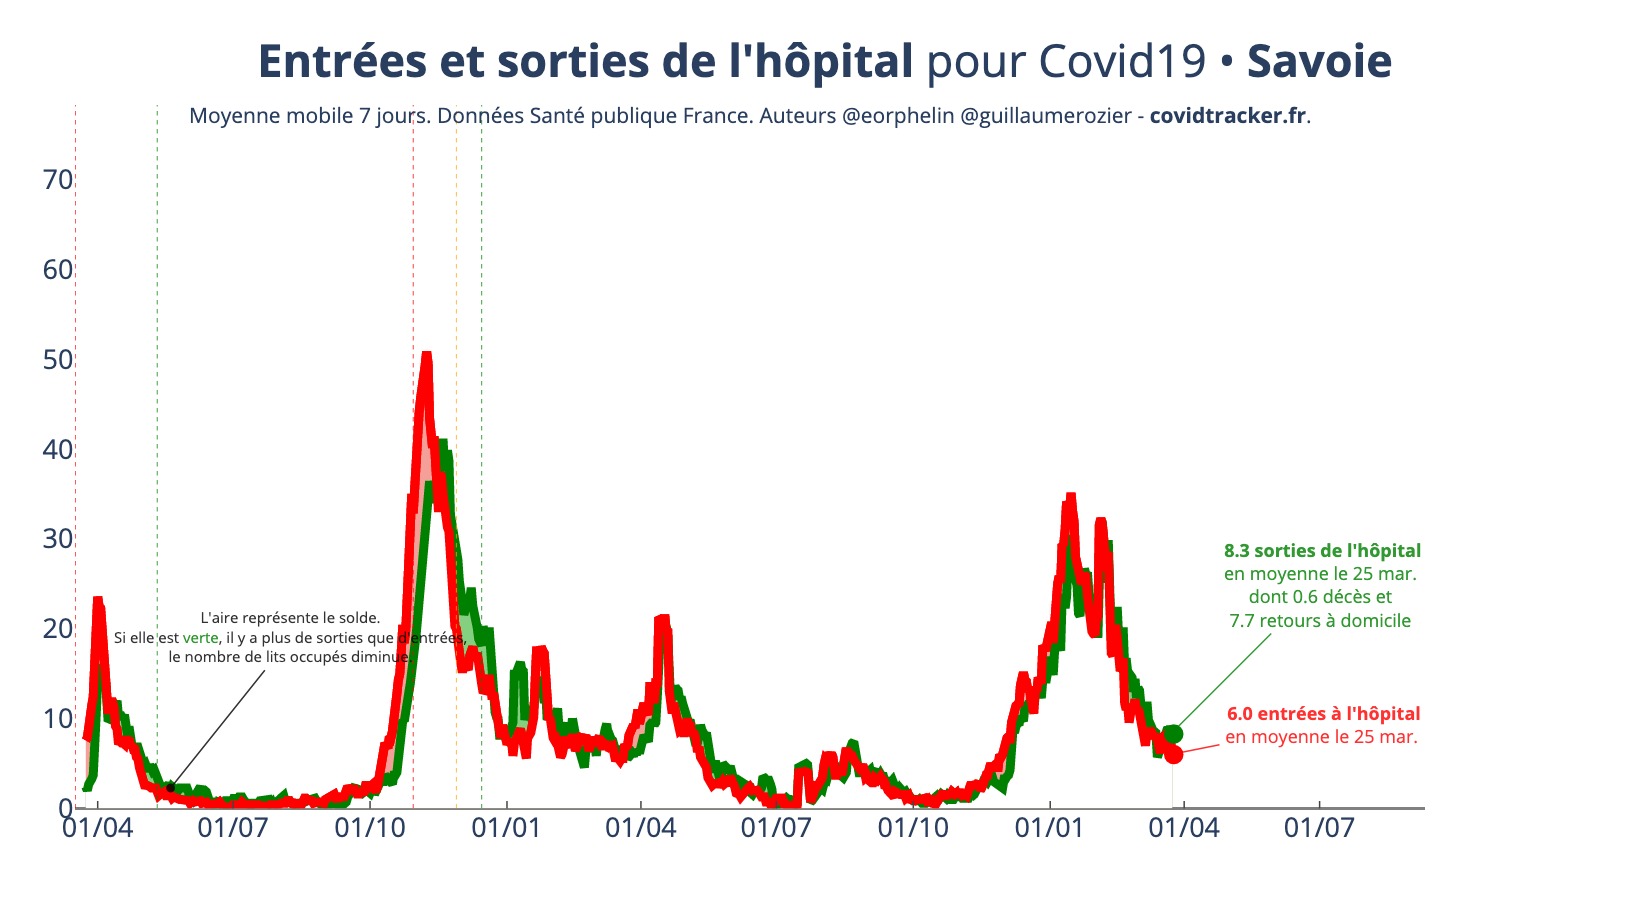 Entrées et sorties de l'hôpital pour Covid19 • Savoie
Moyenne mobile 7 jours. Données Santé publique France. Auteurs @eorphelin @guillaumerozier - covidtracker.fr.
70
60
50
40
30
20
10
0
L'aire représente le solde.
Si elle est verte, il y a plus de sorties que d'entrées,
le nombre de lits occupés diminue.
8.3 sorties de l'hôpital
en moyenne le 25 mar.
dont 0.6 décès et
7.7 retours à domicile
6.0 entrées à l'hôpital
en moyenne le 25 mar.
01/04 01/07 01/10 01/01 01/04 01/07 01/10 01/01 01/04 01/07